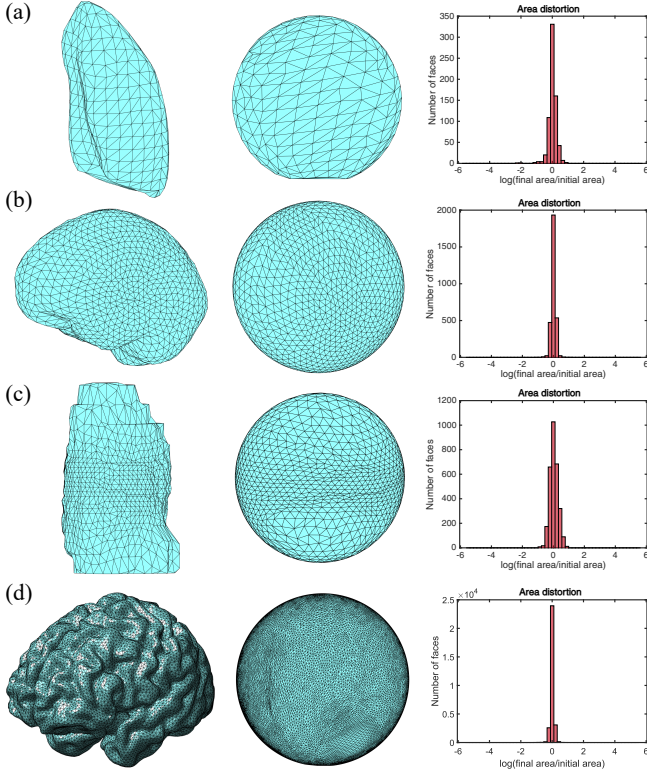 (a)
Area distortion
Number of faces
350
300
250
200
150
100
50
0
-6 -4 -2 0 2 4 6
log(final area/initial area)
(b)
Area distortion
Number of faces
2000
1500
1000
500
0
-6 -4 -2 0 2 4 6
log(final area/initial area)
(c)
Area distortion
Number of faces
1200
1000
800
600
400
200
0
-6 -4 -2 0 2 4 6
log(final area/initial area)
(d)
Area distortion
× 10⁴
Number of faces
2.5
2
1.5
1
0.5
0
-6 -4 -2 0 2 4 6
log(final area/initial area)